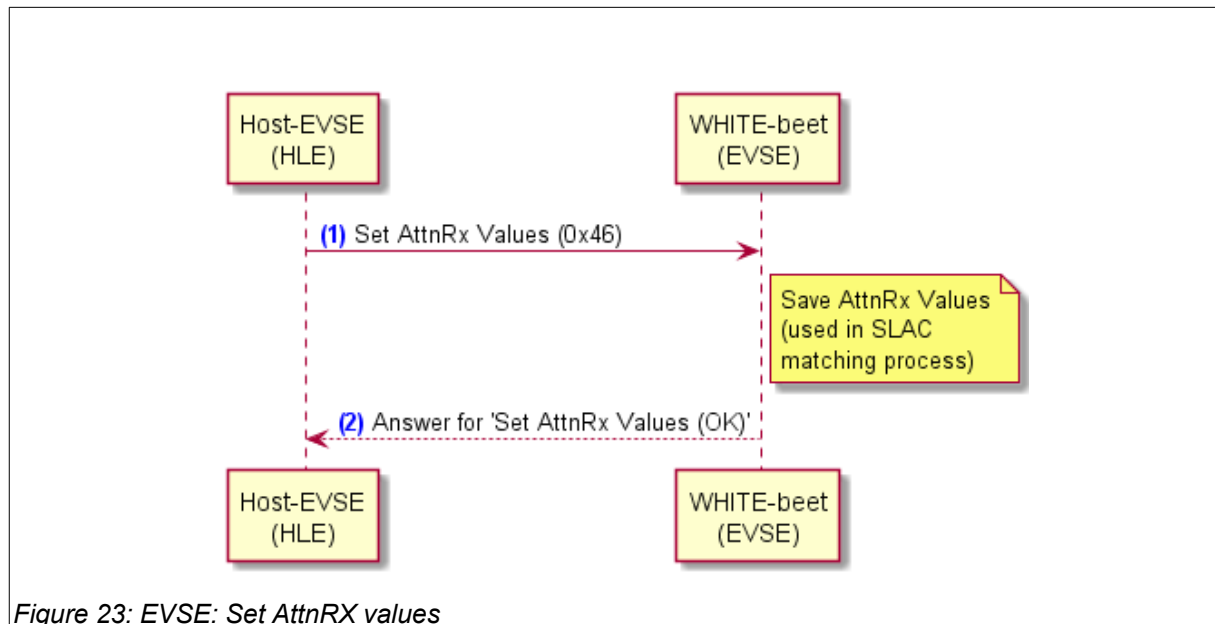 Host-EVSE
(HLE)
WHITE-beet
(EVSE)
(1) Set AttnRx Values (0x46)
Save AttnRx Values
(used in SLAC
matching process)
(2) Answer for 'Set AttnRx Values (OK)'
Host-EVSE
(HLE)
WHITE-beet
(EVSE)
Figure 23: EVSE: Set AttnRX values